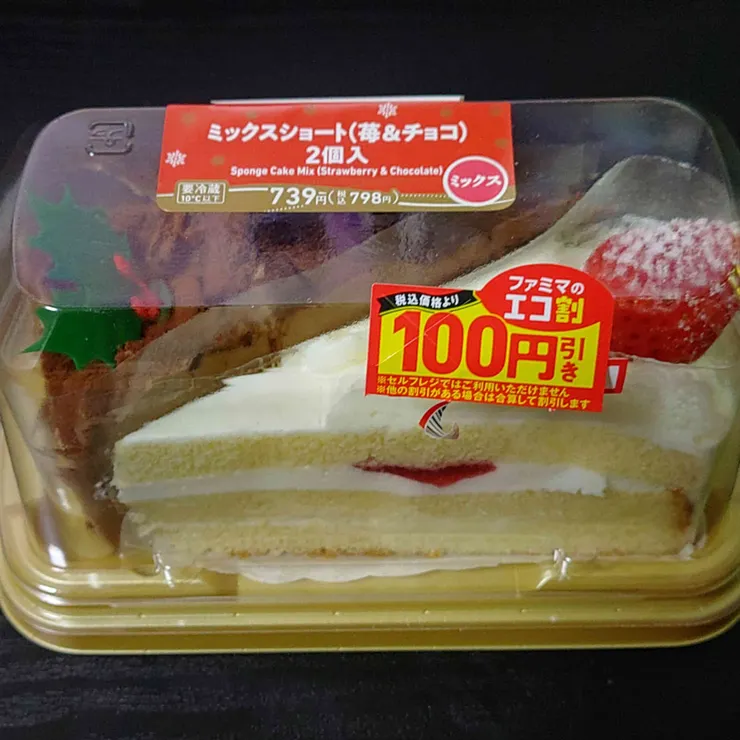 ミックスショート(苺&チョコ)
2個入
Sponge Cake Mix (Strawberry & Chocolate)
ミックス
要冷蔵
10℃以下
739円(税込798円)
ファミマの
エコ割
税込価格より
100円引き
※セルフレジではご利用いただけません
※他の割引がある場合は合算して割引します